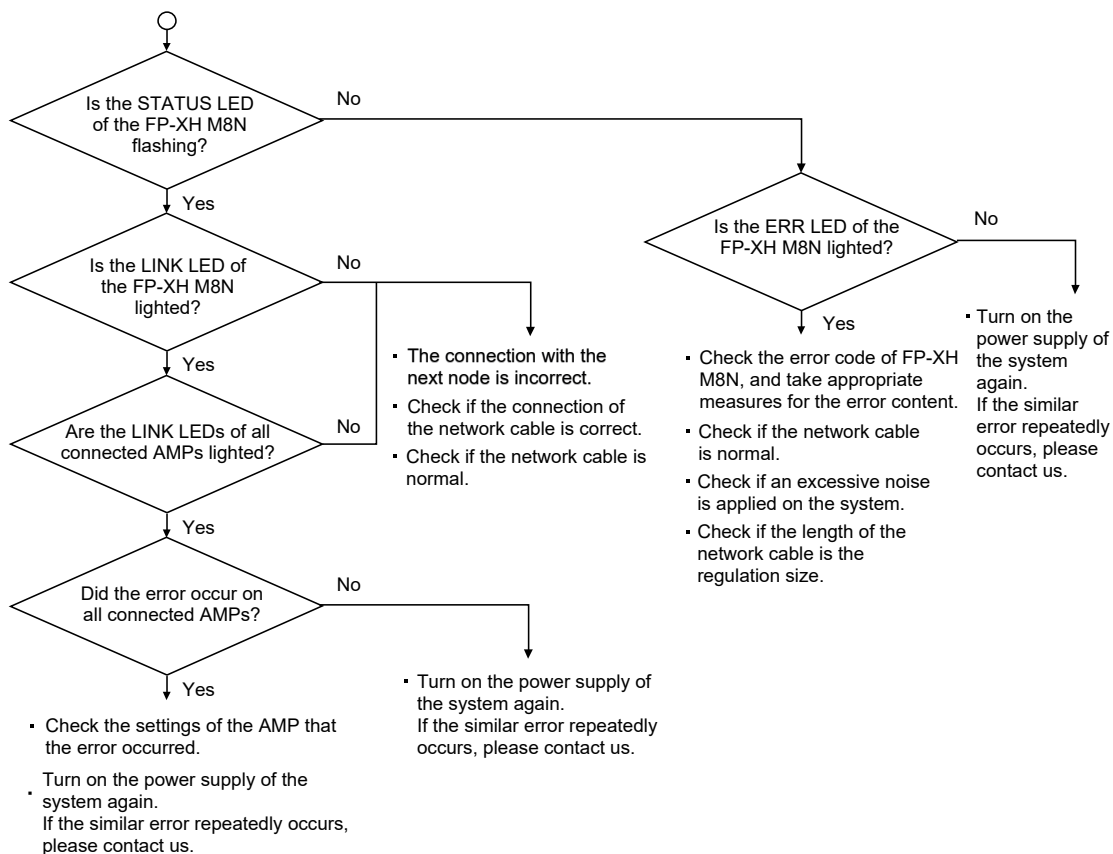 Is the STATUS LED
of the FP-XH M8N
flashing?
No
Yes
Is the ERR LED of the
FP-XH M8N lighted?
No
Yes
Is the LINK LED of
the FP-XH M8N
lighted?
No
Yes
▪ Turn on the
power supply of
the system
again.
If the similar
error repeatedly
occurs, please
contact us.
▪ The connection with the
next node is incorrect.
▪ Check if the connection of
the network cable is correct.
▪ Check if the network cable is
normal.
▪ Check the error code of FP-XH
M8N, and take appropriate
measures for the error content.
▪ Check if the network cable
is normal.
▪ Check if an excessive noise
is applied on the system.
▪ Check if the length of the
network cable is the
regulation size.
Are the LINK LEDs of all
connected AMPs lighted?
No
Yes
Did the error occur on
all connected AMPs?
No
Yes
▪ Turn on the power supply of
the system again.
If the similar error repeatedly
occurs, please contact us.
▪ Check the settings of the AMP that
the error occurred.
▪ Turn on the power supply of the
system again.
If the similar error repeatedly occurs,
please contact us.